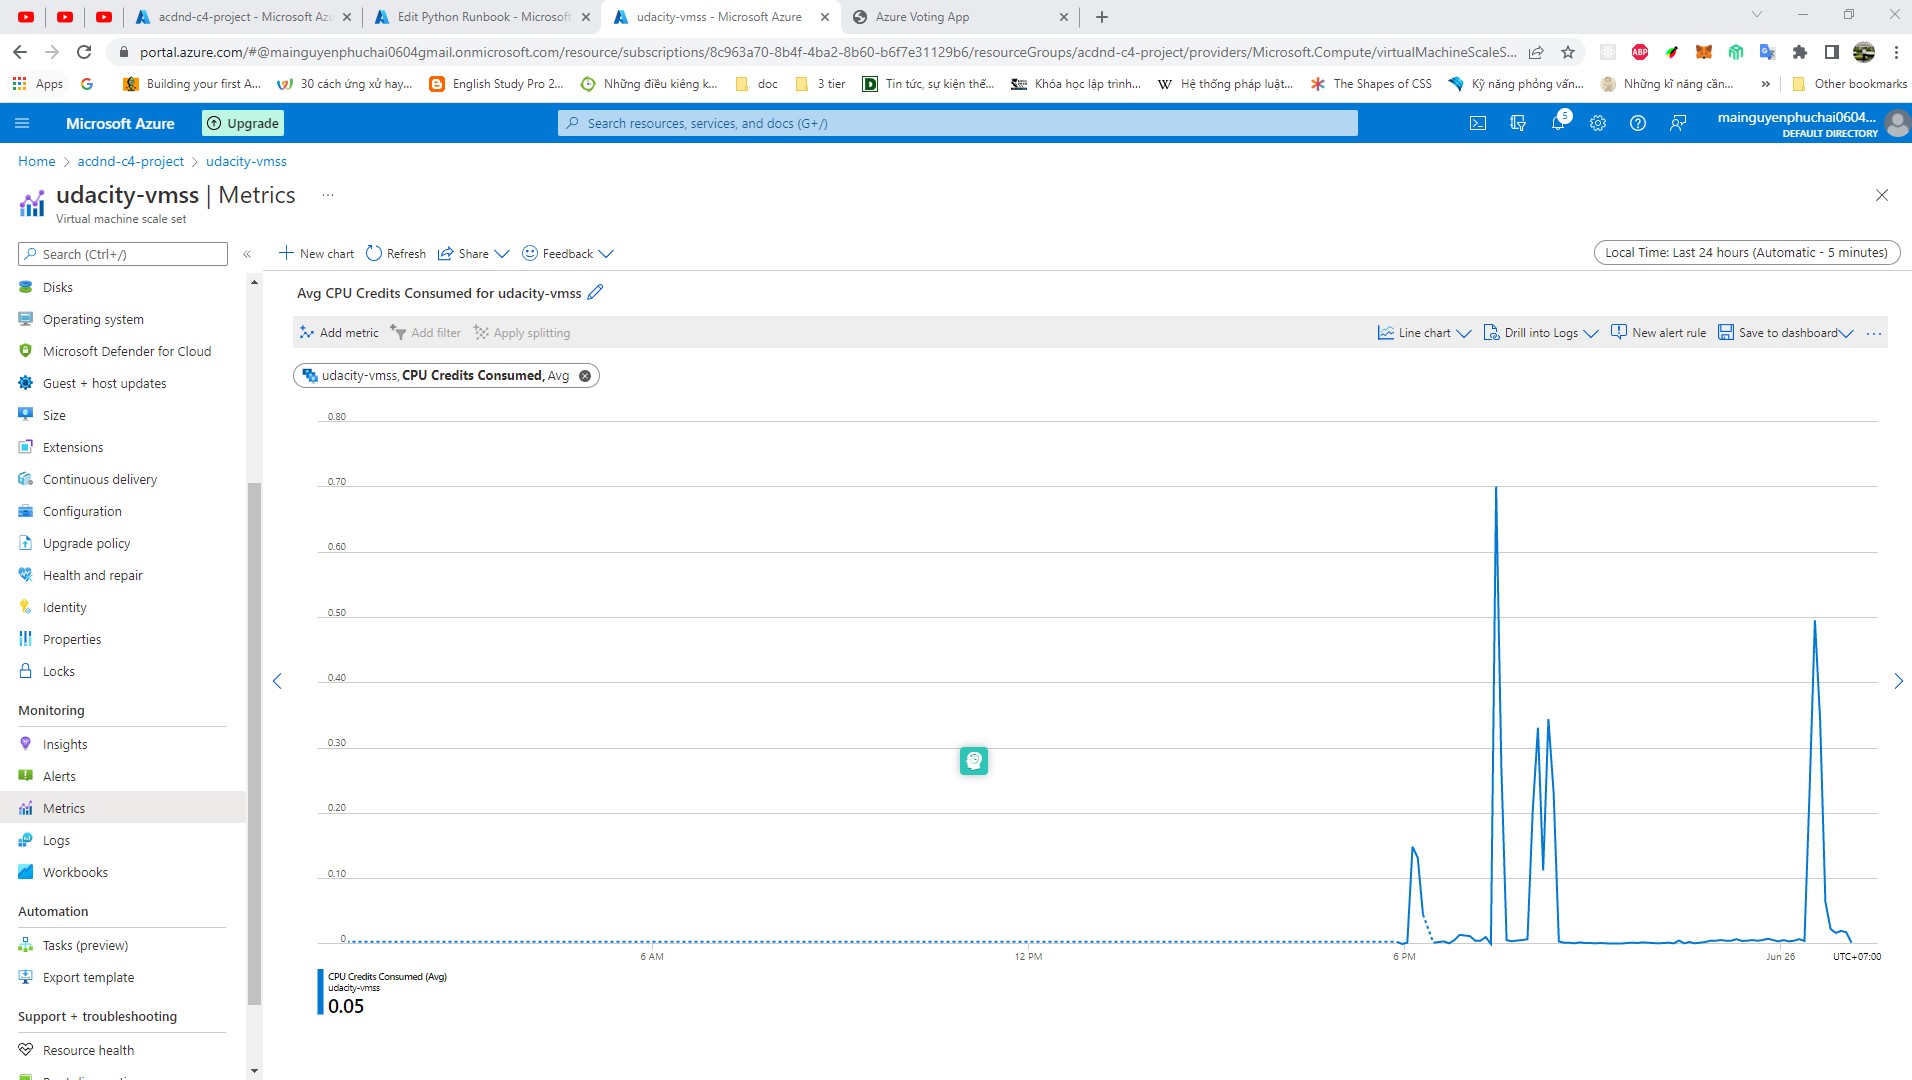 acdnd-c4-project - Microsoft Azu
Edit Python Runbook - Microsoft
udacity-vmss - Microsoft Azure
Azure Voting App
portal.azure.com/#@mainguyenphuchai0604gmail.onmicrosoft.com/resource/subscriptions/8c963a70-8b4f-4ba2-8b60-b6f7e31129b6/resourceGroups/acdnd-c4-project/providers/Microsoft.Compute/virtualMachineScaleS...
Apps
Building your first A...
30 cách ứng xử hay...
English Study Pro 2...
Những điều kiêng k...
doc
3 tier
Tin tức, sự kiện thế...
Khóa học lập trình...
Hệ thống pháp luật...
The Shapes of CSS
Kỹ năng phỏng vấn...
Những kĩ năng cần...
»
Other bookmarks
Microsoft Azure
Upgrade
Search resources, services, and docs (G+/)
5
mainguyenphuchai0604...
DEFAULT DIRECTORY
Home > acdnd-c4-project > udacity-vmss
udacity-vmss | Metrics ...
Virtual machine scale set
Search (Ctrl+/)
«
New chart
Refresh
Share
Feedback
Local Time: Last 24 hours (Automatic - 5 minutes)
Disks
Operating system
Microsoft Defender for Cloud
Guest + host updates
Size
Extensions
Continuous delivery
Configuration
Upgrade policy
Health and repair
Identity
Properties
Locks
Monitoring
Insights
Alerts
Metrics
Logs
Workbooks
Automation
Tasks (preview)
Export template
Support + troubleshooting
Resource health
Avg CPU Credits Consumed for udacity-vmss
Add metric
Add filter
Apply splitting
Line chart
Drill into Logs
New alert rule
Save to dashboard
...
udacity-vmss, CPU Credits Consumed, Avg
0.80
0.70
0.60
0.50
0.40
0.30
0.20
0.10
0
6 AM
12 PM
6 PM
Jun 26
UTC+07:00
CPU Credits Consumed (Avg)
udacity-vmss
0.05